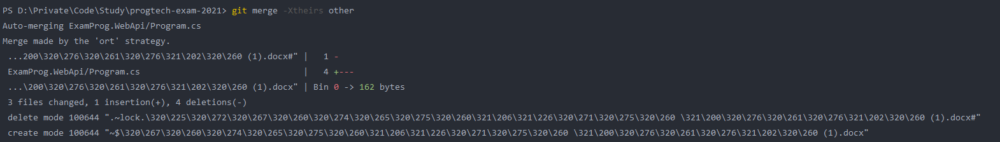 PS D:\Private\Code\Study\progtech-exam-2021> git merge -Xtheirs other
Auto-merging ExamProg.WebApi/Program.cs
Merge made by the 'ort' strategy.
...200\320\276\320\261\320\276\321\202\320\260 (1).docx#" | 1 -
ExamProg.WebApi/Program.cs | 4 +---
...\200\320\276\320\261\320\276\321\202\320\260 (1).docx" | Bin 0 -> 162 bytes
3 files changed, 1 insertion(+), 4 deletions(-)
delete mode 100644 ".~lock.\320\225\320\272\320\267\320\260\320\274\320\265\320\275\320\260\321\206\321\226\320\271\320\275\320\260 \321\200\320\276\320\261\320\276\321\202\320\260 (1).docx#"
create mode 100644 "~$\320\267\320\260\320\274\320\265\320\275\320\260\321\206\321\226\320\271\320\275\320\260 \321\200\320\276\320\261\320\276\321\202\320\260 (1).docx"